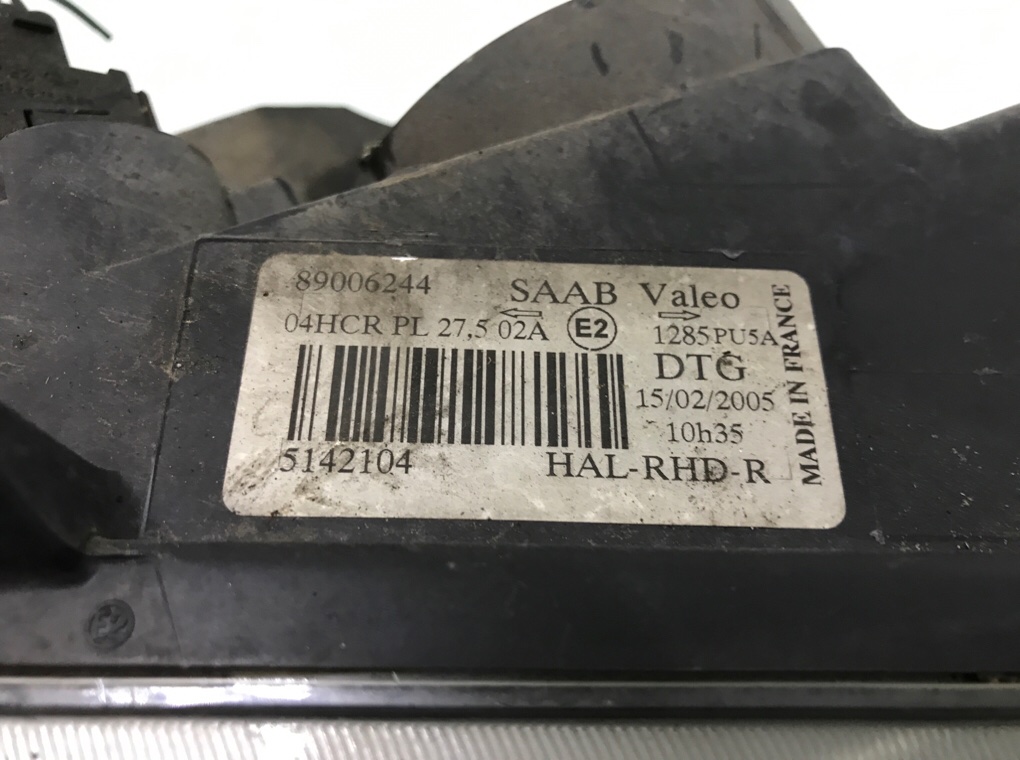 89006244 SAAB Valeo
04HCR PL 27,5 02A E2 1285PU5A
DTG
15/02/2005
10h35
5142104 HAL-RHD-R
MADE IN FRANCE
E2